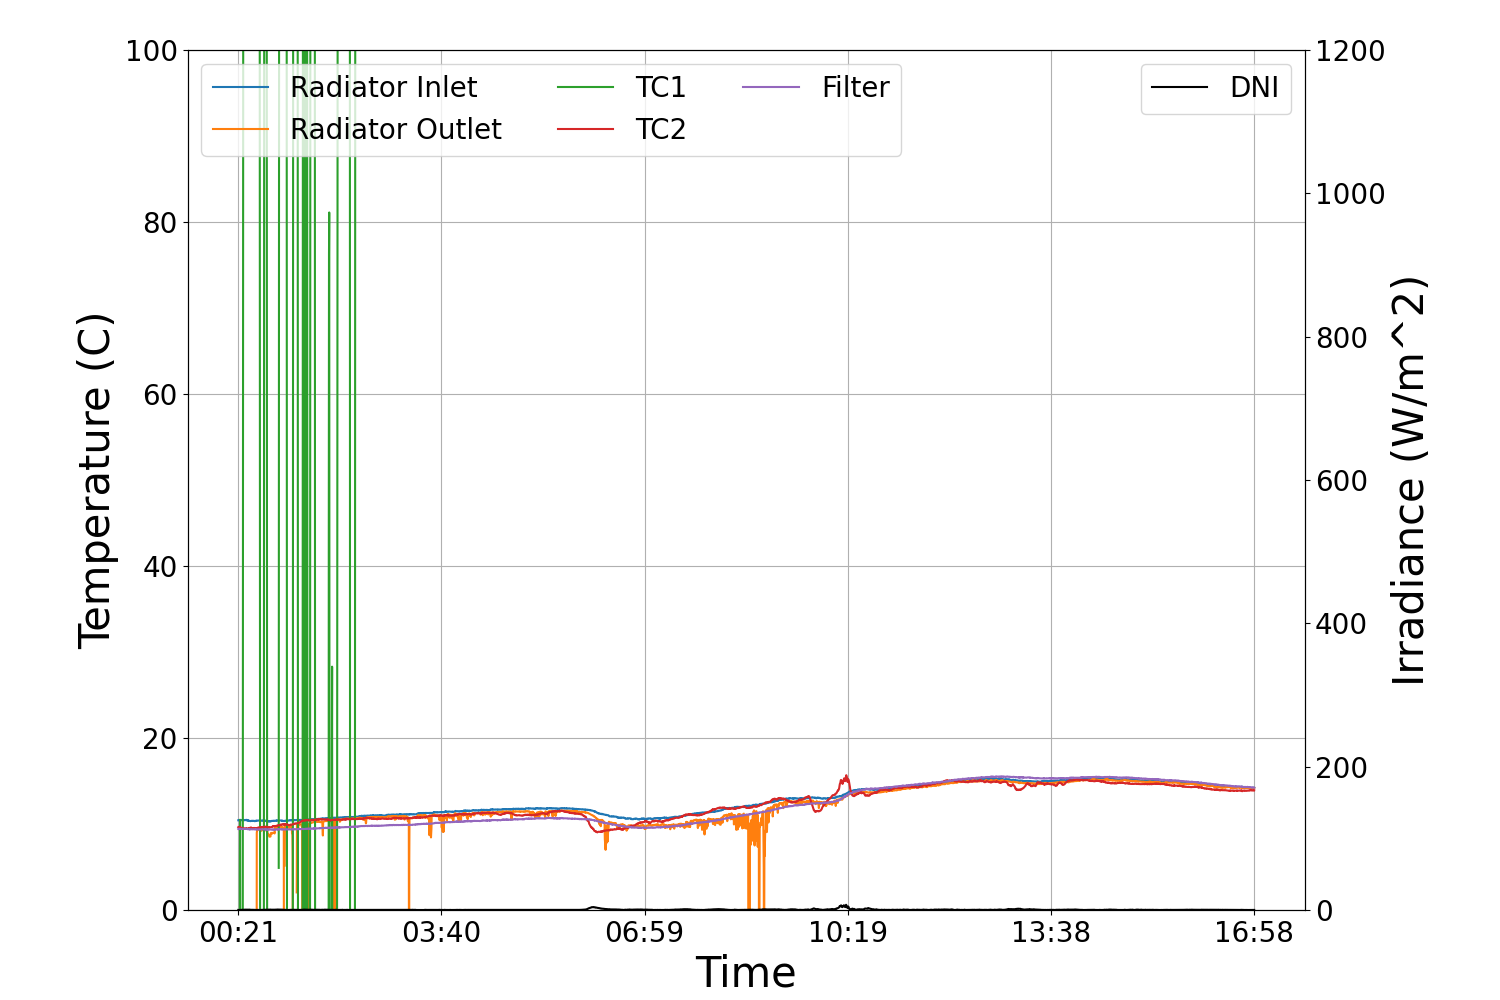 100
80
60
40
20
0
Temperature (C)
Radiator Inlet
Radiator Outlet
TC1
TC2
Filter
DNI
1200
1000
800
600
400
200
0
Irradiance (W/m^2)
00:21 03:40 06:59 10:19 13:38 16:58
Time